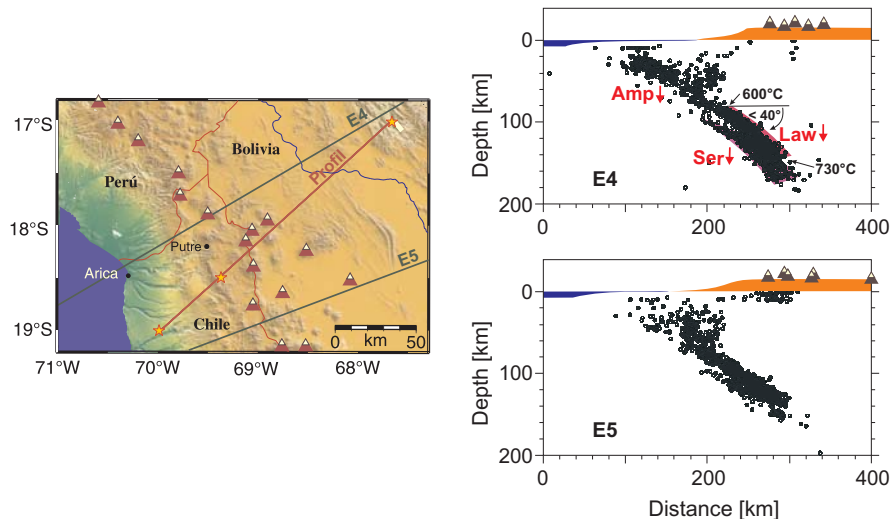 17°S
18°S
19°S
71°W
70°W
69°W
68°W
Perú
Bolivia
Chile
Arica
Putre
E4
E5
Profil
0
50
km
0
100
200
Depth [km]
Amp
Ser
Law
600°C
< 40°
730°C
E4
0
200
400
0
100
200
Depth [km]
E5
0
200
400
Distance [km]